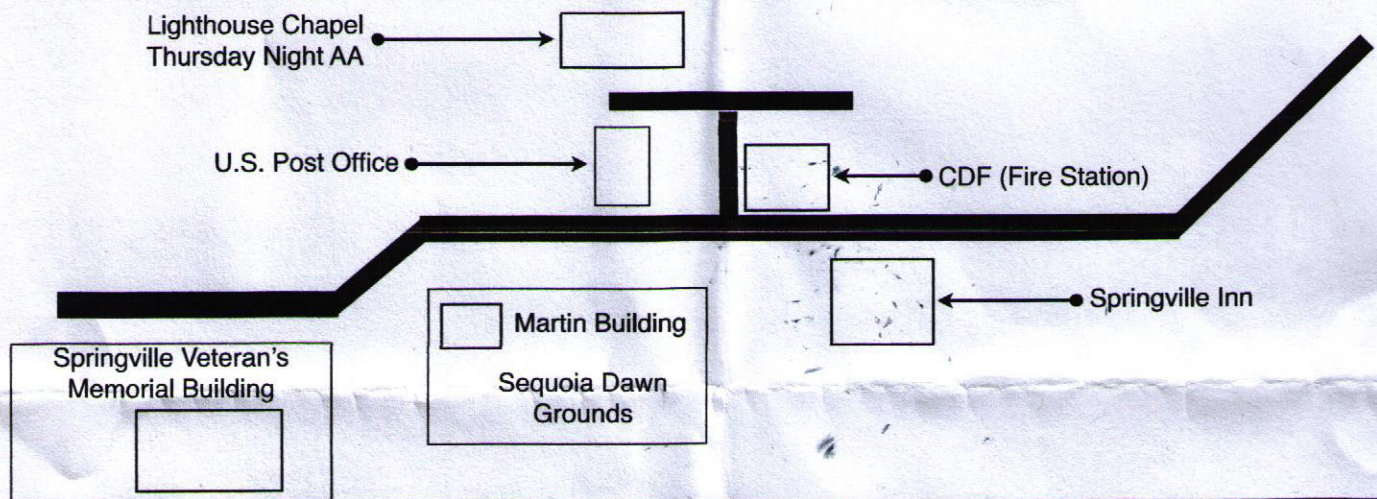 Lighthouse Chapel
Thursday Night AA
U.S. Post Office
CDF (Fire Station)
Springville Inn
Martin Building
Sequoia Dawn
Grounds
Springville Veteran's
Memorial Building